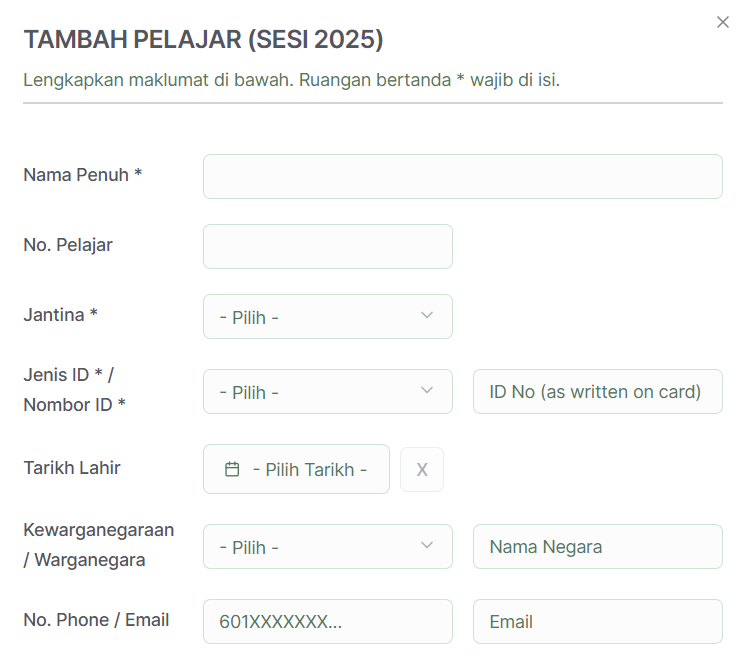 TAMBAH PELAJAR (SESI 2025)
Lengkapkan maklumat di bawah. Ruangan bertanda * wajib di isi.
Nama Penuh *
No. Pelajar
Jantina *
- Pilih -
Jenis ID * /
Nombor ID *
- Pilih -
ID No (as written on card)
Tarikh Lahir
- Pilih Tarikh -
X
Kewarganegaraan
/ Warganegara
- Pilih -
Nama Negara
No. Phone / Email
601XXXXXXX...
Email